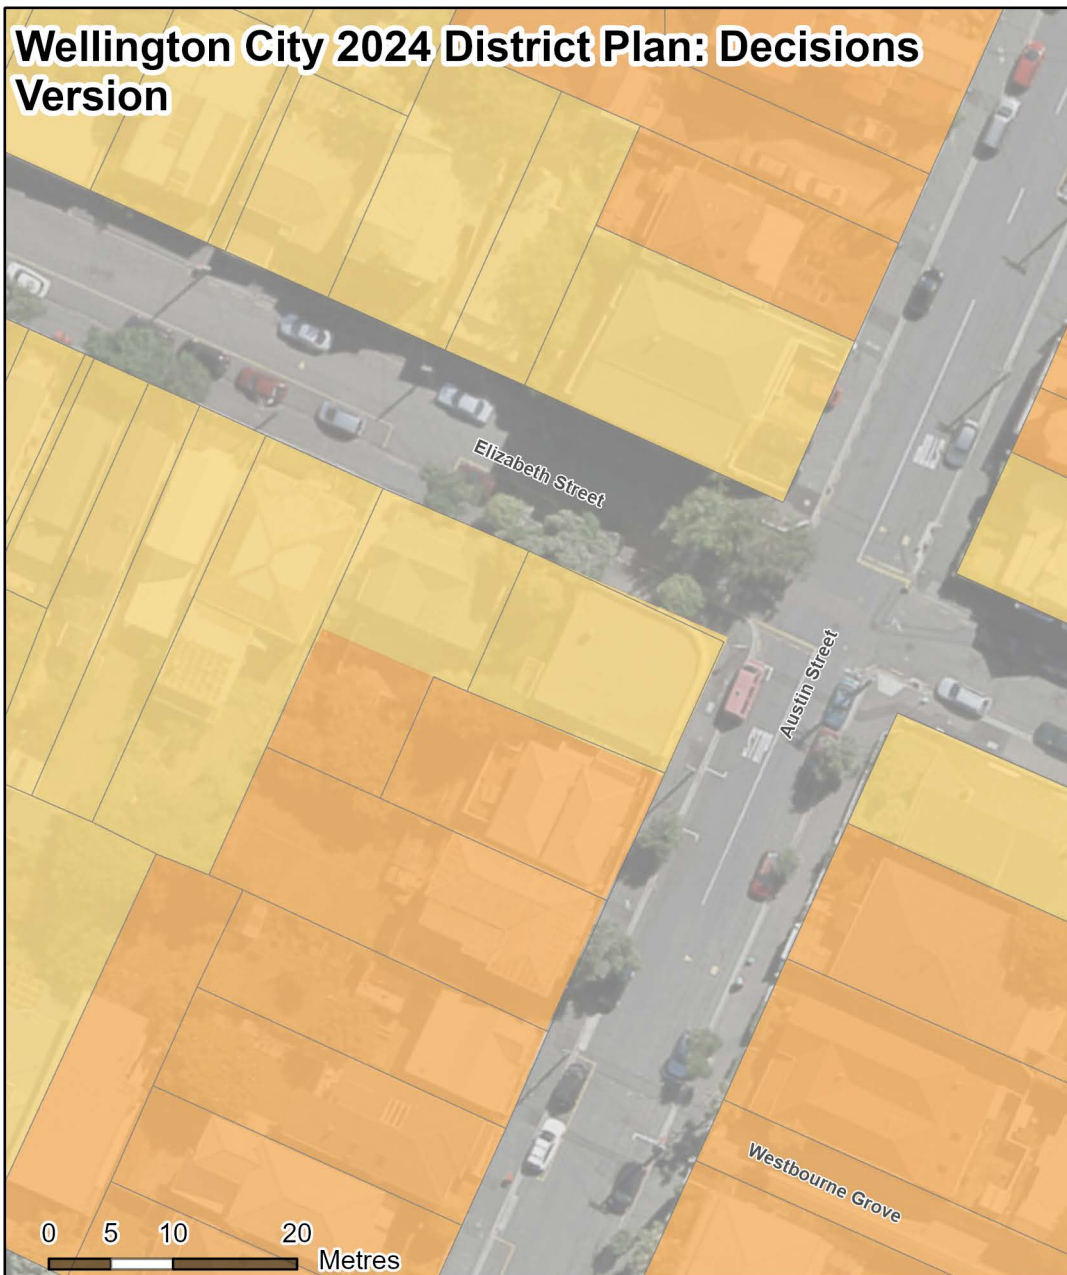 Wellington City 2024 District Plan: Decisions
Version
Elizabeth Street
Austin Street
Westbourne Grove
0 5 10 20
Metres